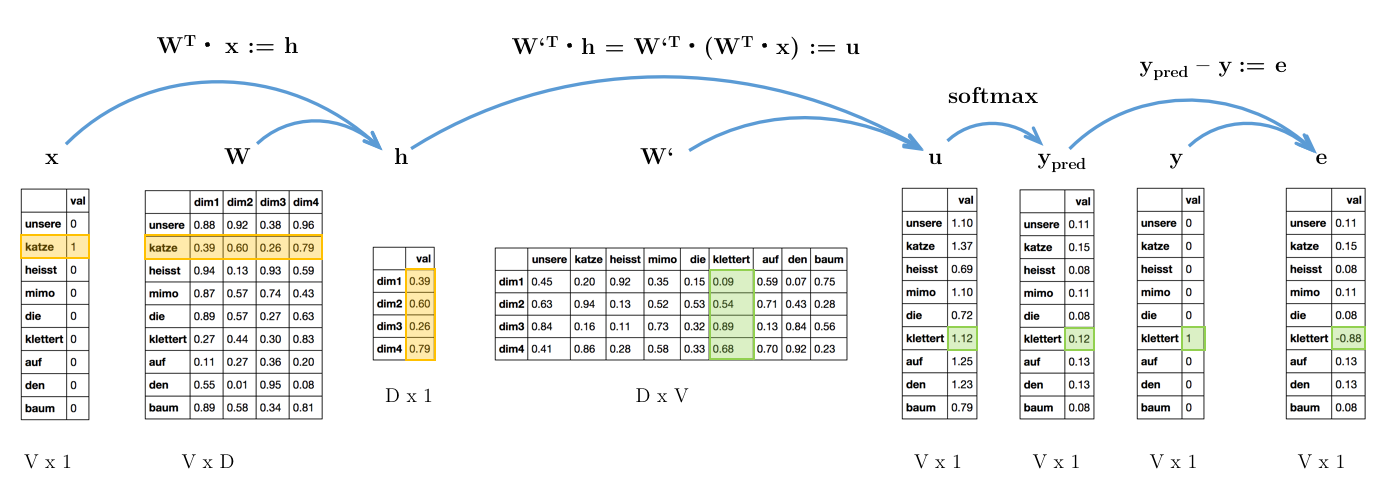 Wᵀ · x := h
W‘ᵀ · h = W‘ᵀ · (Wᵀ · x) := u
y_pred − y := e
softmax
x W h W‘ u y_pred y e
val
unsere 0
katze 1
heisst 0
mimo 0
die 0
klettert 0
auf 0
den 0
baum 0
V x 1
dim1 dim2 dim3 dim4
unsere 0.88 0.92 0.38 0.96
katze 0.39 0.60 0.26 0.79
heisst 0.94 0.13 0.93 0.59
mimo 0.87 0.57 0.74 0.43
die 0.89 0.57 0.27 0.63
klettert 0.27 0.44 0.30 0.83
auf 0.11 0.27 0.36 0.20
den 0.55 0.01 0.95 0.08
baum 0.89 0.58 0.34 0.81
V x D
val
dim1 0.39
dim2 0.60
dim3 0.26
dim4 0.79
D x 1
unsere katze heisst mimo die klettert auf den baum
dim1 0.45 0.20 0.92 0.35 0.15 0.09 0.59 0.07 0.75
dim2 0.63 0.94 0.13 0.52 0.53 0.54 0.71 0.43 0.28
dim3 0.84 0.16 0.11 0.73 0.32 0.89 0.13 0.84 0.56
dim4 0.41 0.86 0.28 0.58 0.33 0.68 0.70 0.92 0.23
D x V
val
unsere 1.10
katze 1.37
heisst 0.69
mimo 1.10
die 0.72
klettert 1.12
auf 1.25
den 1.23
baum 0.79
V x 1
val
unsere 0.11
katze 0.15
heisst 0.08
mimo 0.11
die 0.08
klettert 0.12
auf 0.13
den 0.13
baum 0.08
V x 1
val
unsere 0
katze 0
heisst 0
mimo 0
die 0
klettert 1
auf 0
den 0
baum 0
V x 1
val
unsere 0.11
katze 0.15
heisst 0.08
mimo 0.11
die 0.08
klettert -0.88
auf 0.13
den 0.13
baum 0.08
V x 1